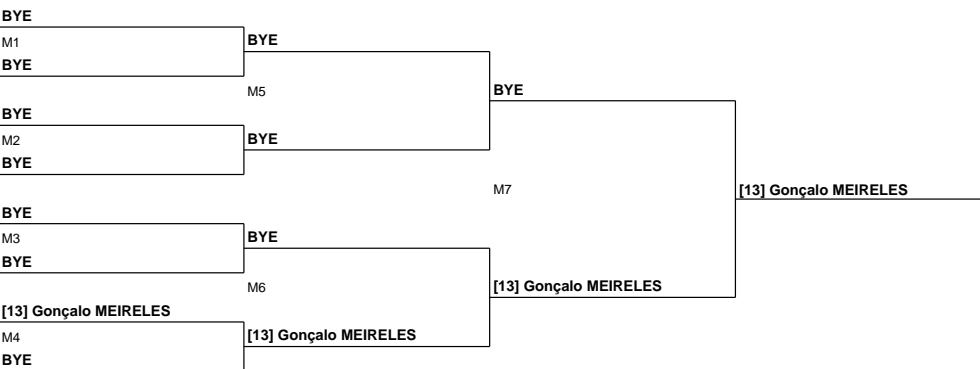 BYE
M1
BYE
BYE
M5
BYE
BYE
M2
BYE
BYE
M7
[13] Gonçalo MEIRELES
BYE
M3
BYE
BYE
M6
[13] Gonçalo MEIRELES
[13] Gonçalo MEIRELES
M4
[13] Gonçalo MEIRELES
BYE